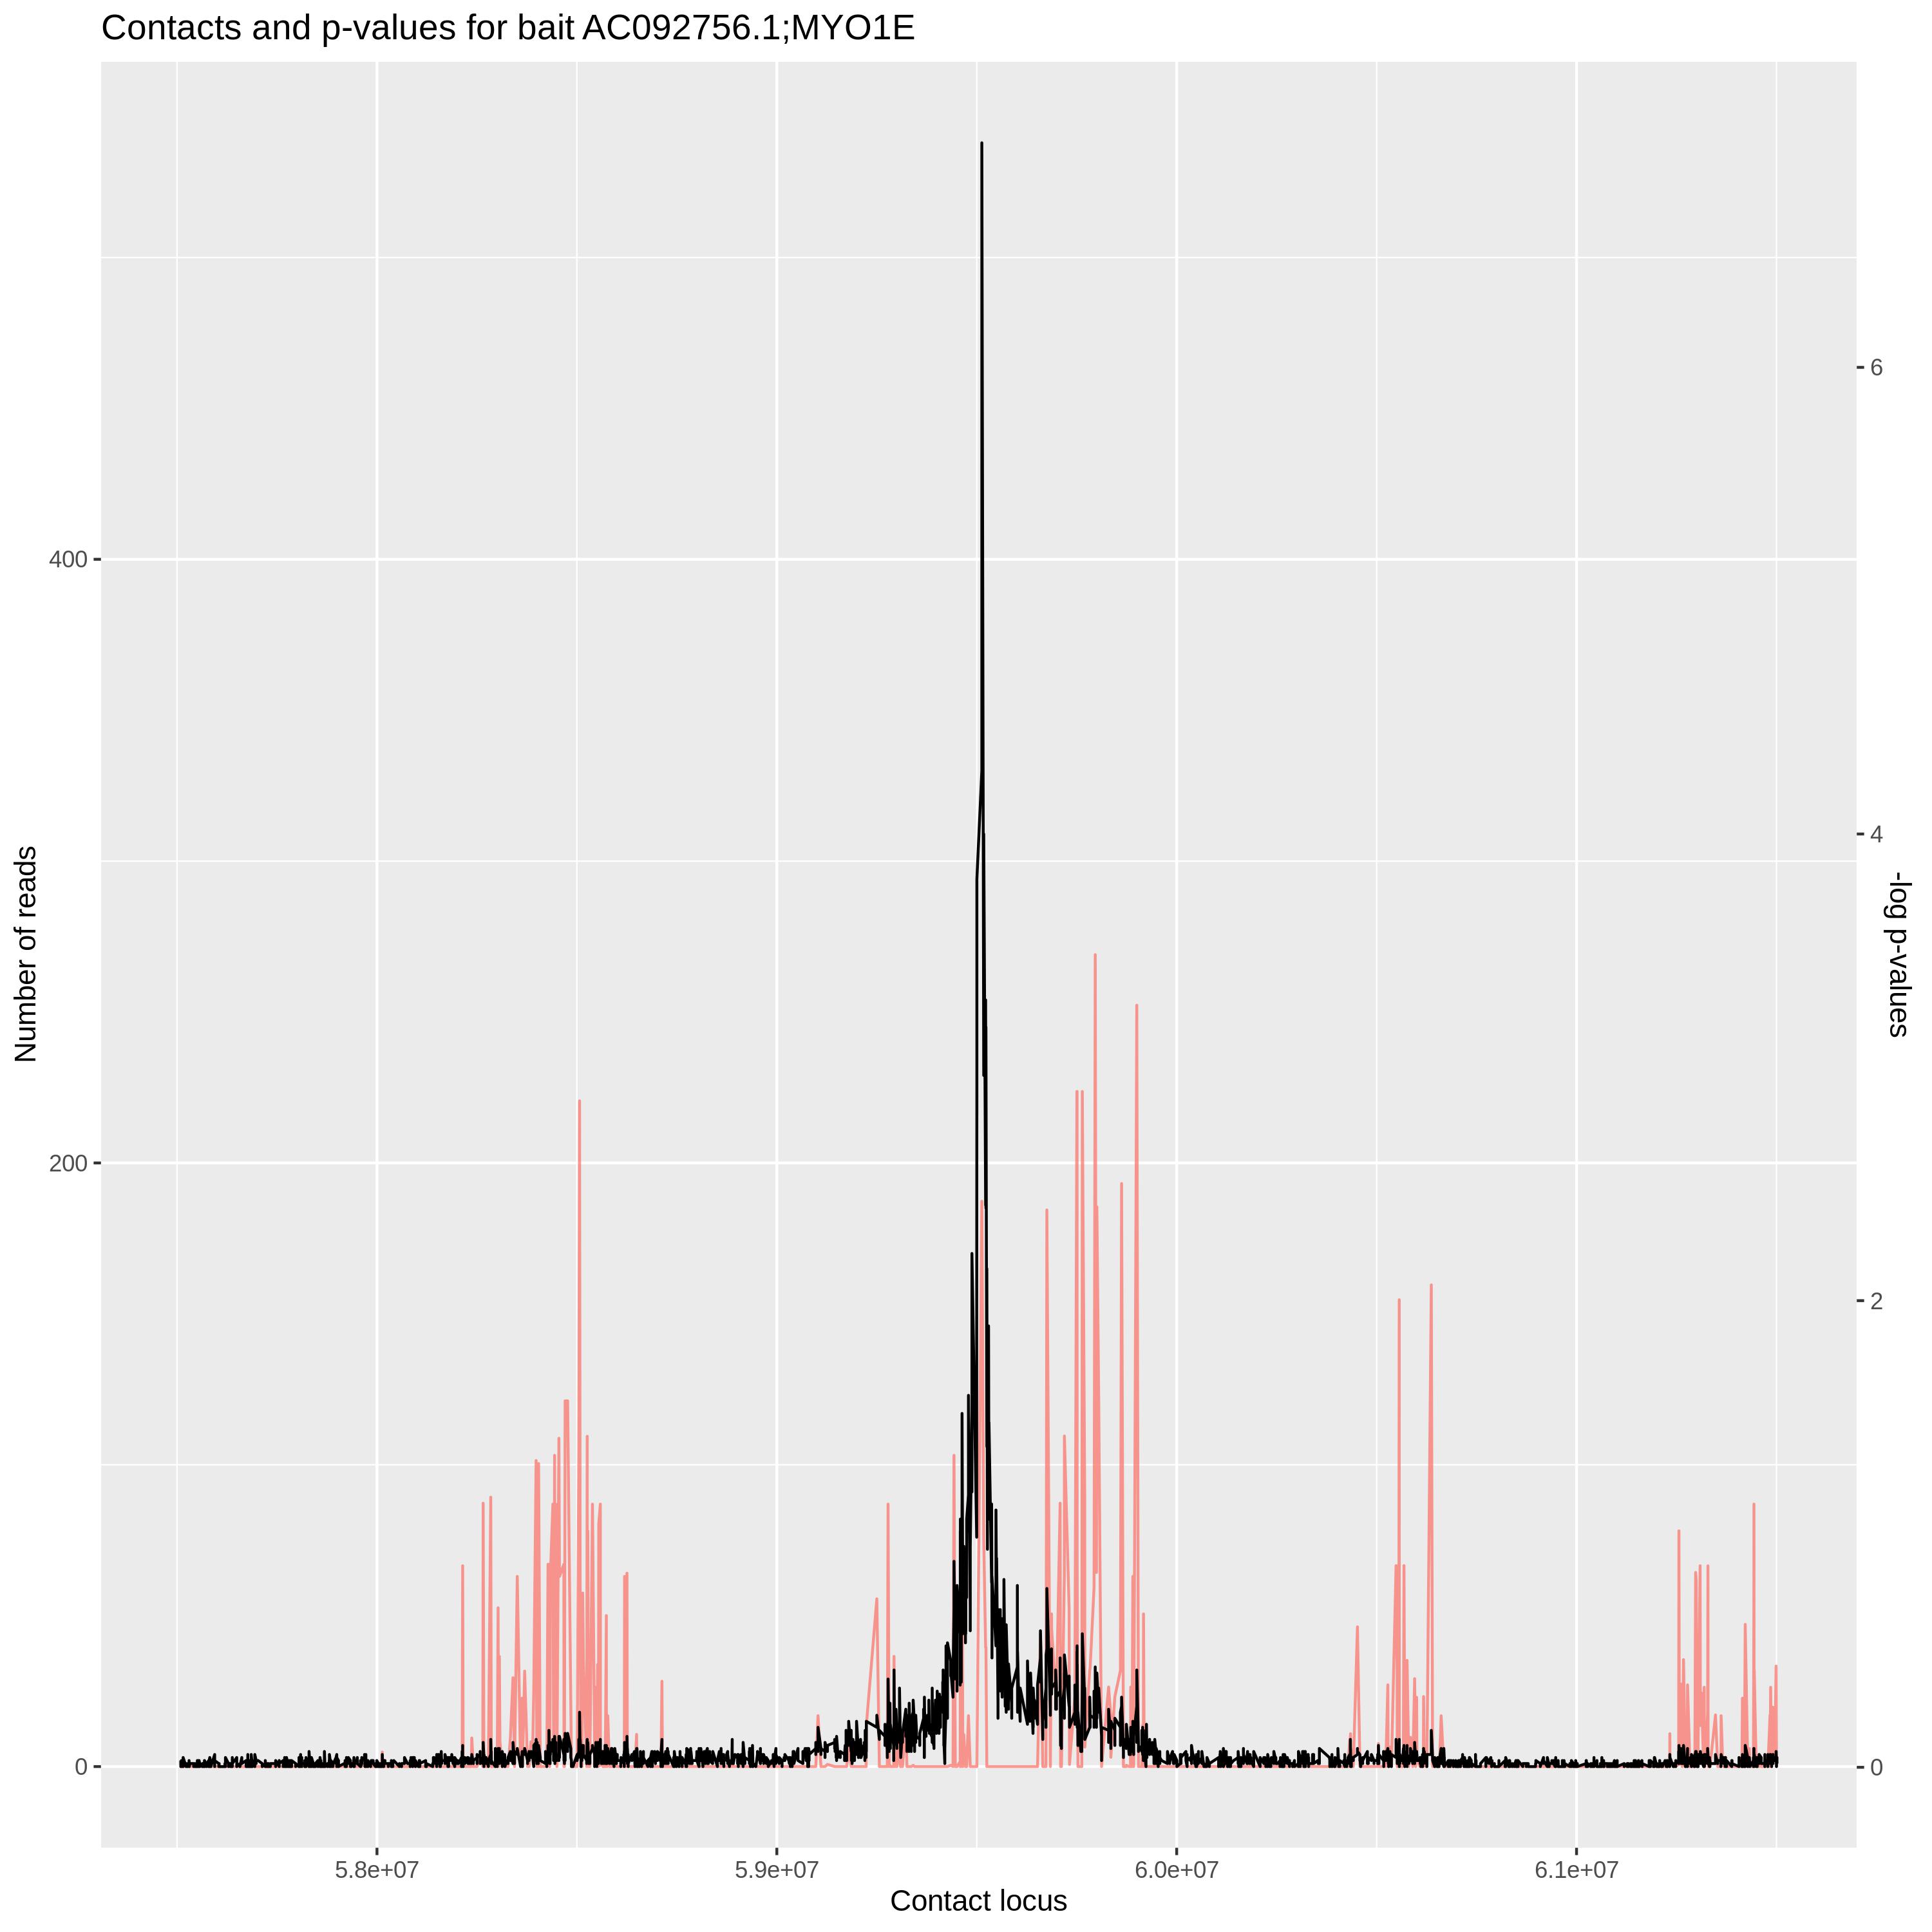 Contacts and p-values for bait AC092756.1;MYO1E
Number of reads
400
200
0
6
4
2
0
-log p-values
5.8e+07 5.9e+07 6.0e+07 6.1e+07
Contact locus